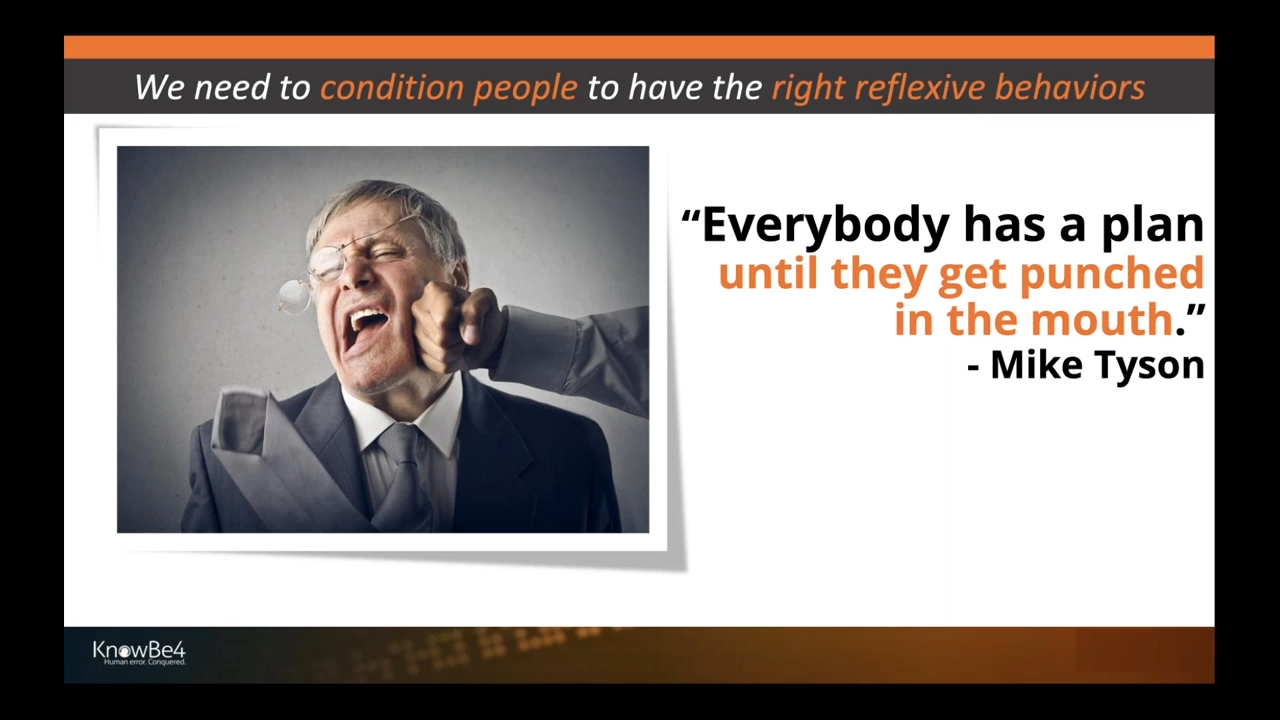 We need to condition people to have the right reflexive behaviors
“Everybody has a plan
until they get punched
in the mouth.”
- Mike Tyson
KnowBe4
Human error. Conquered.